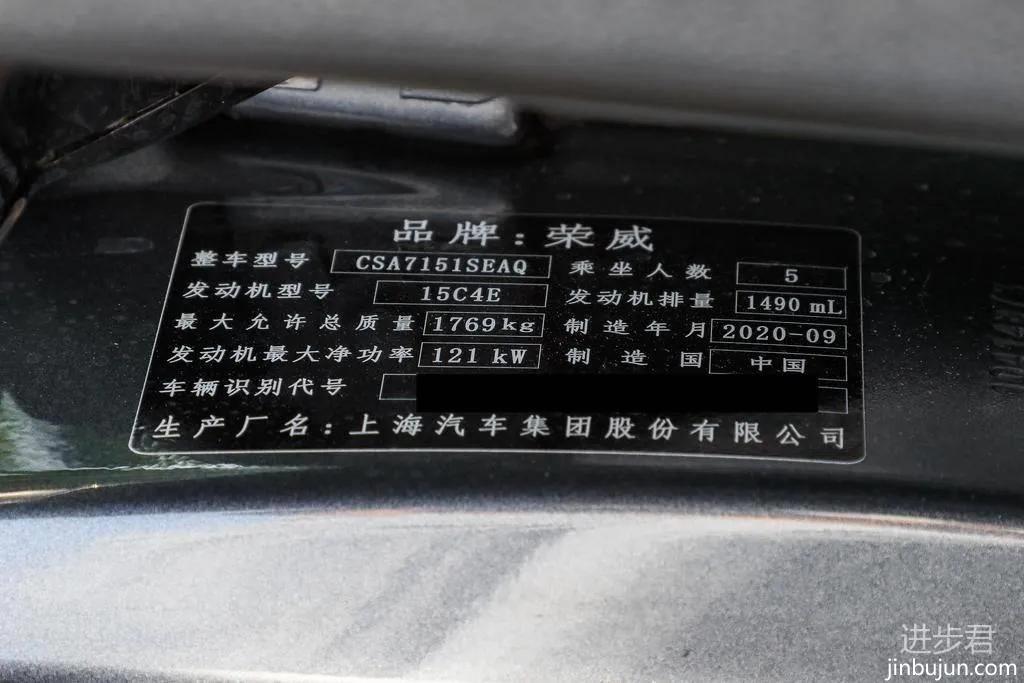 品牌：荣威
整车型号 CSA7151SEAQ 乘坐人数 5
发动机型号 15C4E 发动机排量 1490 mL
最大允许总质量 1769kg 制造年月 2020-09
发动机最大净功率 121 kW 制造国 中国
车辆识别代号
生产厂名：上海汽车集团股份有限公司
进步君
jinbujun.com